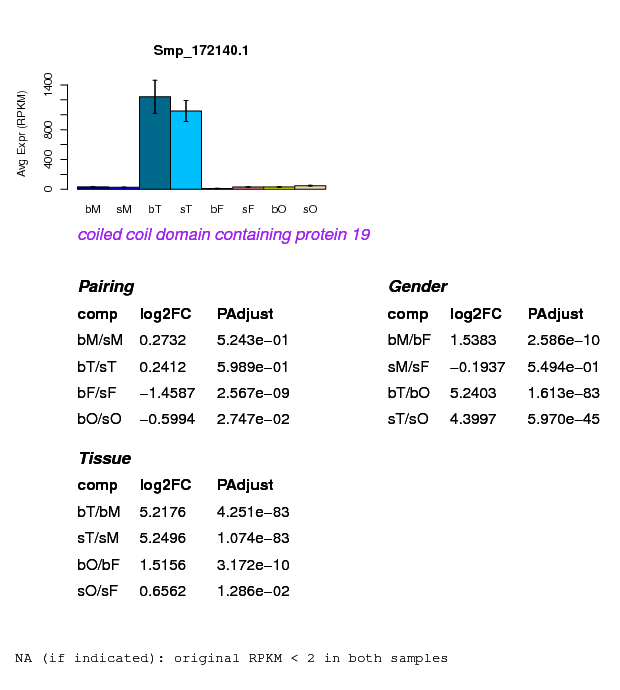 Smp_172140.1
Avg Expr (RPKM)
0 400 800 1400
bM sM bT sT bF sF bO sO
coiled coil domain containing protein 19
Pairing
comp log2FC PAdjust
bM/sM 0.2732 5.243e−01
bT/sT 0.2412 5.989e−01
bF/sF −1.4587 2.567e−09
bO/sO −0.5994 2.747e−02
Gender
comp log2FC PAdjust
bM/bF 1.5383 2.586e−10
sM/sF −0.1937 5.494e−01
bT/bO 5.2403 1.613e−83
sT/sO 4.3997 5.970e−45
Tissue
comp log2FC PAdjust
bT/bM 5.2176 4.251e−83
sT/sM 5.2496 1.074e−83
bO/bF 1.5156 3.172e−10
sO/sF 0.6562 1.286e−02
NA (if indicated): original RPKM < 2 in both samples